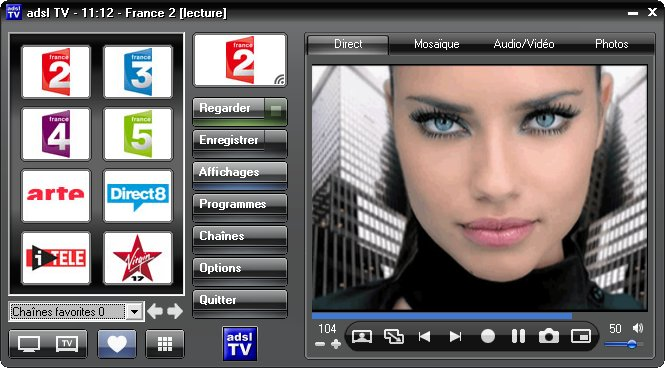 adsl TV - 11:12 - France 2 [lecture]
france 2
france 3
france 4
france 5
arte
Direct8
iTELE
Virgin 17
Chaînes favorites 0
TV
france 2
Regarder
Enregistrer
Affichages
Programmes
Chaînes
Options
Quitter
adsl TV
Direct
Mosaïque
Audio/Vidéo
Photos
104
50